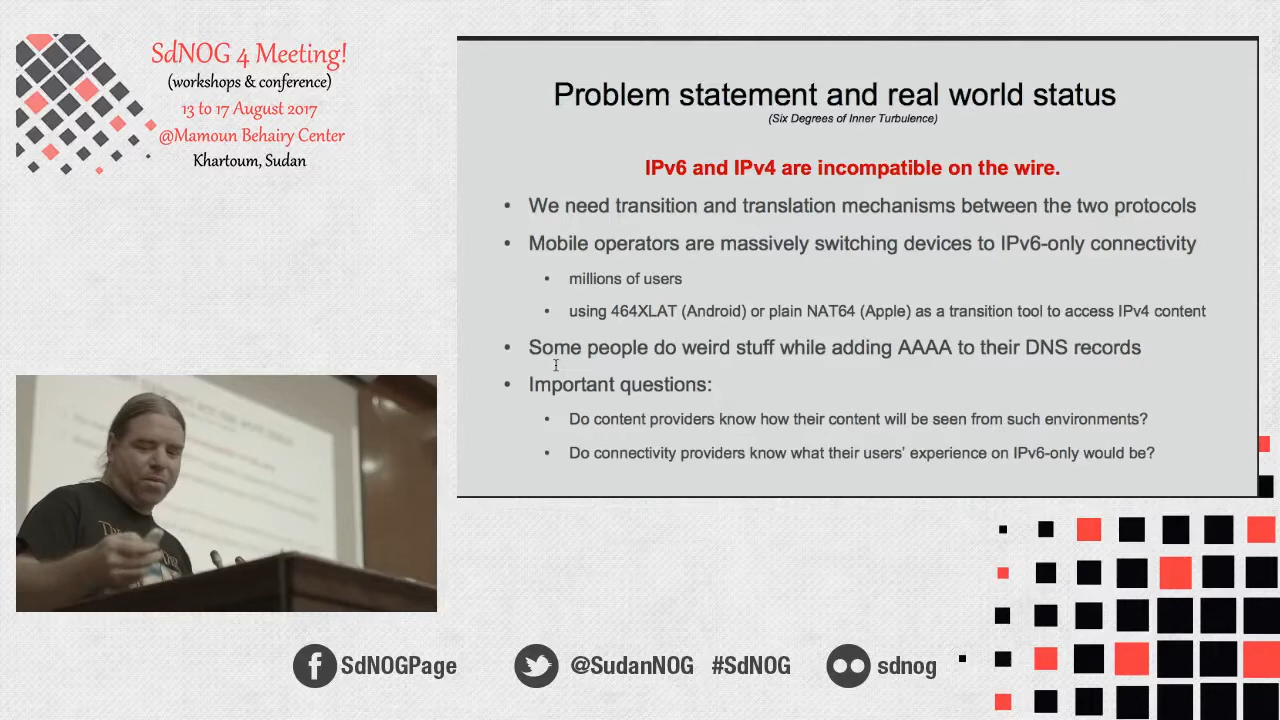 SdNOG 4 Meeting!
(workshops & conference)
13 to 17 August 2017
@Mamoun Behairy Center
Khartoum, Sudan
Problem statement and real world status
(Six Degrees of Inner Turbulence)
IPv6 and IPv4 are incompatible on the wire.
• We need transition and translation mechanisms between the two protocols
• Mobile operators are massively switching devices to IPv6-only connectivity
• millions of users
• using 464XLAT (Android) or plain NAT64 (Apple) as a transition tool to access IPv4 content
• Some people do weird stuff while adding AAAA to their DNS records
• Important questions:
• Do content providers know how their content will be seen from such environments?
• Do connectivity providers know what their users' experience on IPv6-only would be?
SdNOGPage
@SudanNOG #SdNOG
sdnog